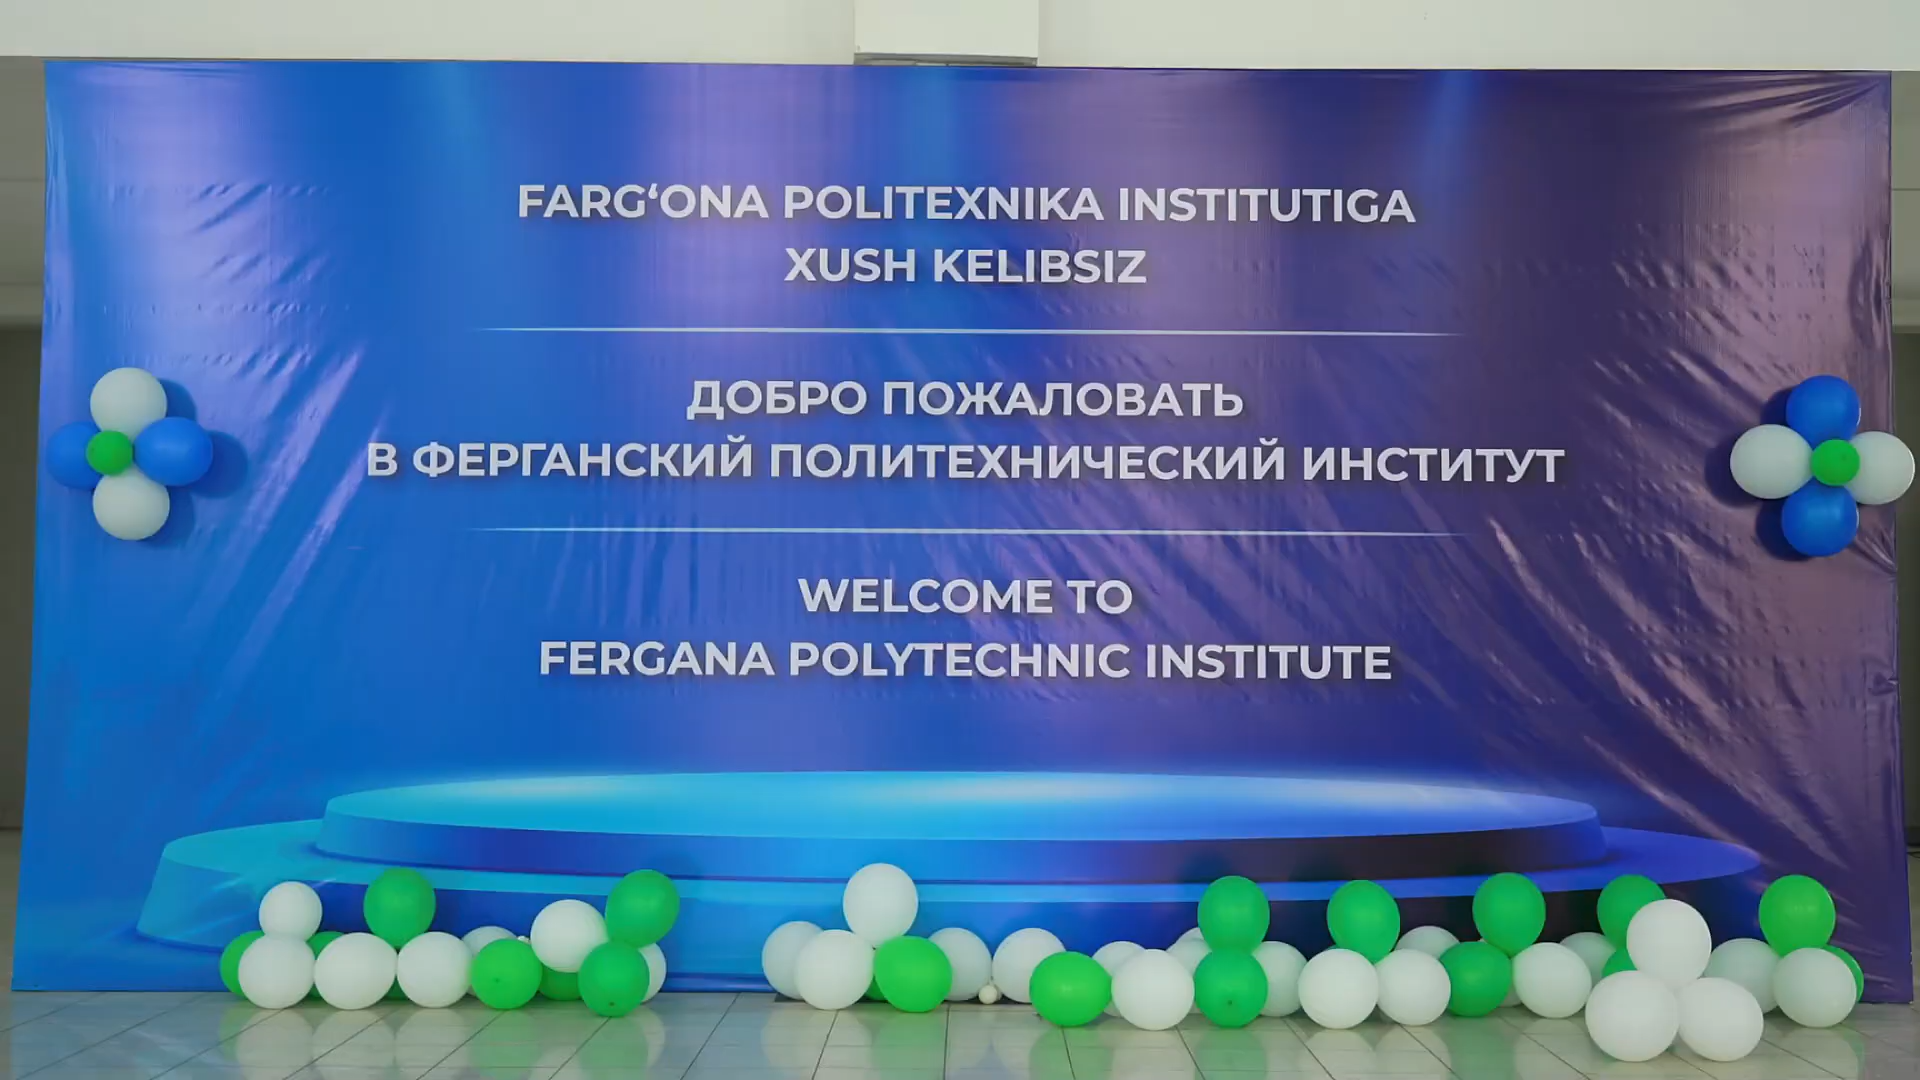 FARG‘ONA POLITEXNIKA INSTITUTIGA
XUSH KELIBSIZ
ДОБРО ПОЖАЛОВАТЬ
В ФЕРГАНСКИЙ ПОЛИТЕХНИЧЕСКИЙ ИНСТИТУТ
WELCOME TO
FERGANA POLYTECHNIC INSTITUTE